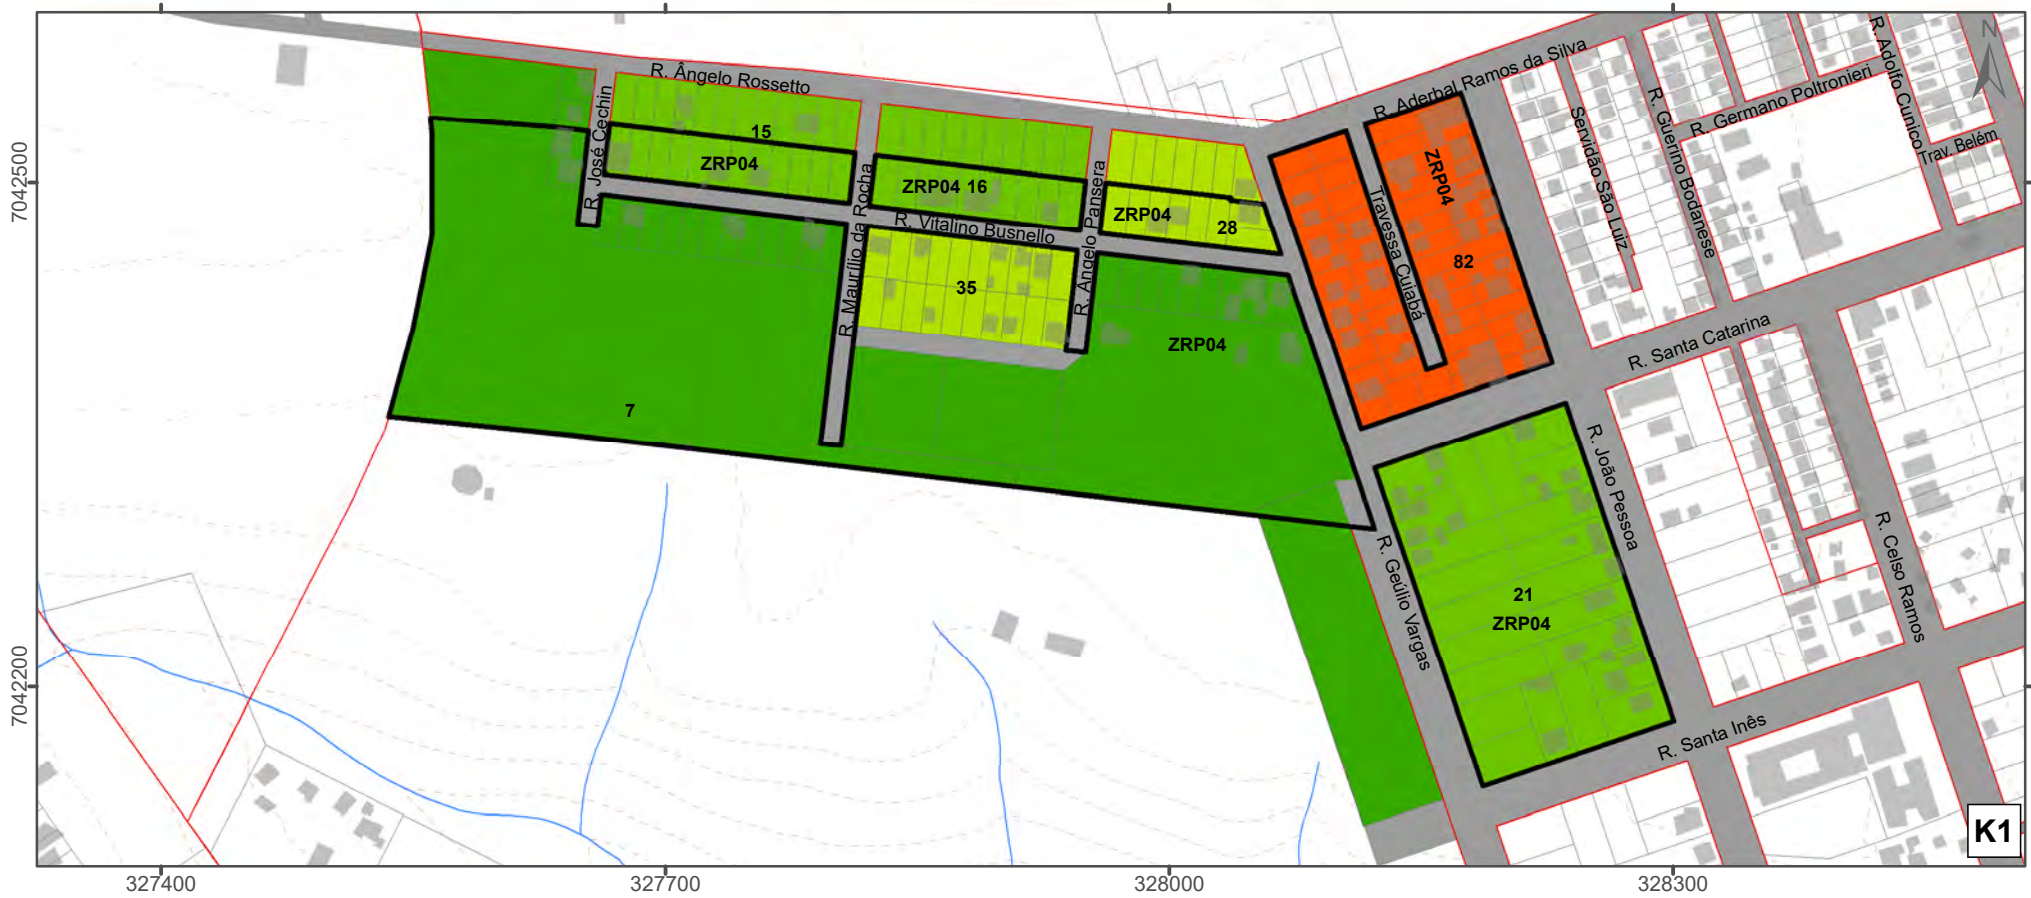 N
R. Ângelo Rossetto
R. Aderbal Ramos da Silva
R. Adolfo Cunico
R. Germano Poltronieri
Trav. Belém
R. José Cechin
15
ZRP04
ZRP04 16
ZRP04
28
ZRP04
82
Servidão São Luiz
R. Guerino Bodanese
R. Maurílio da Rocha
R. Vitalino Busnello
R. Angelo Pansera
Travessa Cuiabá
35
ZRP04
7
R. Santa Catarina
R. João Pessoa
R. Geúlio Vargas
21
ZRP04
R. Celso Ramos
R. Santa Inês
K1
7042500
7042200
327400
327700
328000
328300